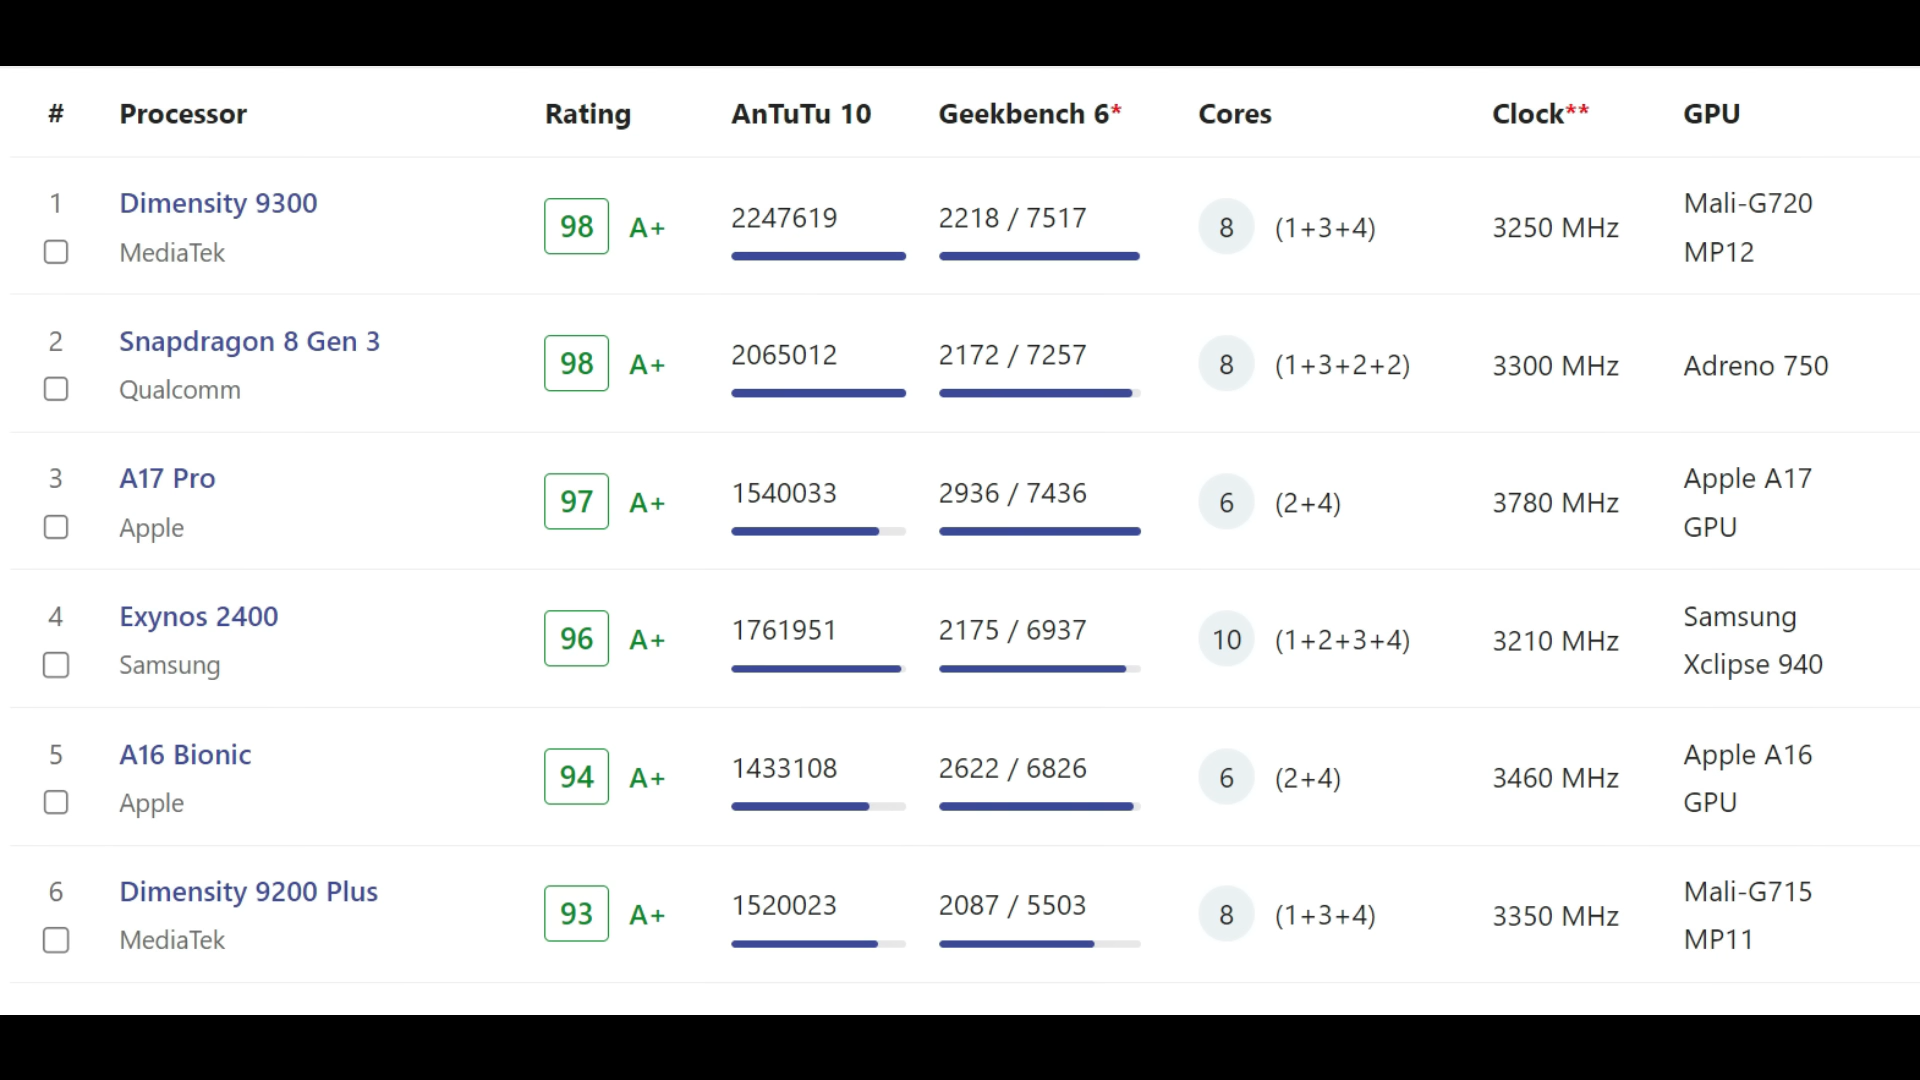 # Processor Rating AnTuTu 10 Geekbench 6* Cores Clock** GPU
1 Dimensity 9300 MediaTek 98 A+ 2247619 2218 / 7517 8 (1+3+4) 3250 MHz Mali-G720 MP12
2 Snapdragon 8 Gen 3 Qualcomm 98 A+ 2065012 2172 / 7257 8 (1+3+2+2) 3300 MHz Adreno 750
3 A17 Pro Apple 97 A+ 1540033 2936 / 7436 6 (2+4) 3780 MHz Apple A17 GPU
4 Exynos 2400 Samsung 96 A+ 1761951 2175 / 6937 10 (1+2+3+4) 3210 MHz Samsung Xclipse 940
5 A16 Bionic Apple 94 A+ 1433108 2622 / 6826 6 (2+4) 3460 MHz Apple A16 GPU
6 Dimensity 9200 Plus MediaTek 93 A+ 1520023 2087 / 5503 8 (1+3+4) 3350 MHz Mali-G715 MP11